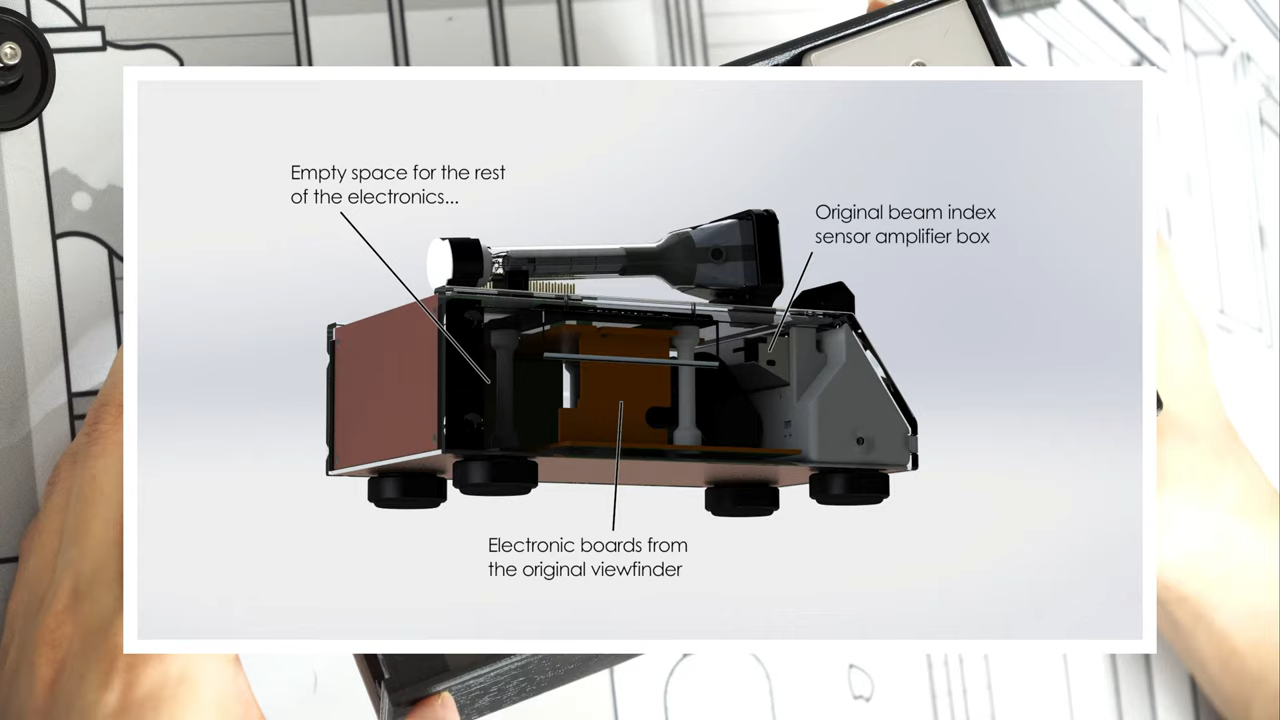 Empty space for the rest
of the electronics...
Original beam index
sensor amplifier box
Electronic boards from
the original viewfinder